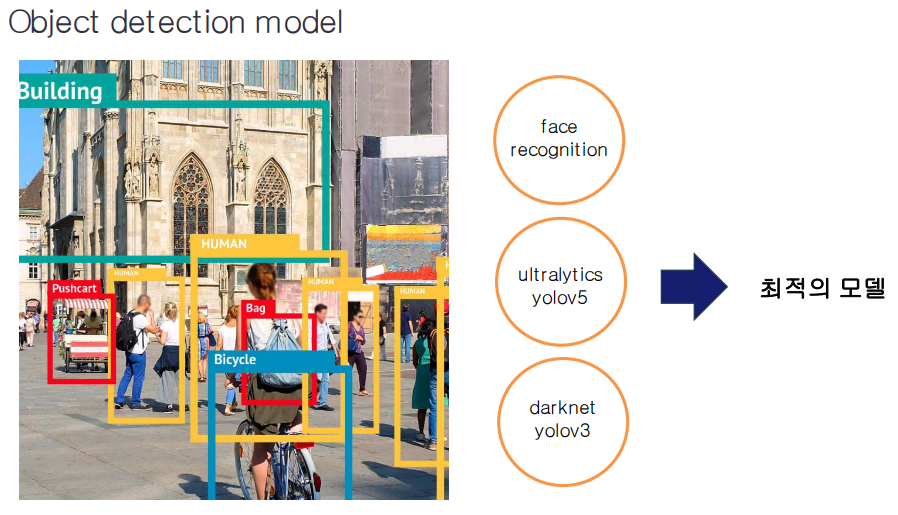 Object detection model
Building
HUMAN
HUMAN
Pushcart
HUMAN
Bag
HUMAN
Bicycle
face
recognition
ultralytics
yolov5
darknet
yolov3
최적의 모델